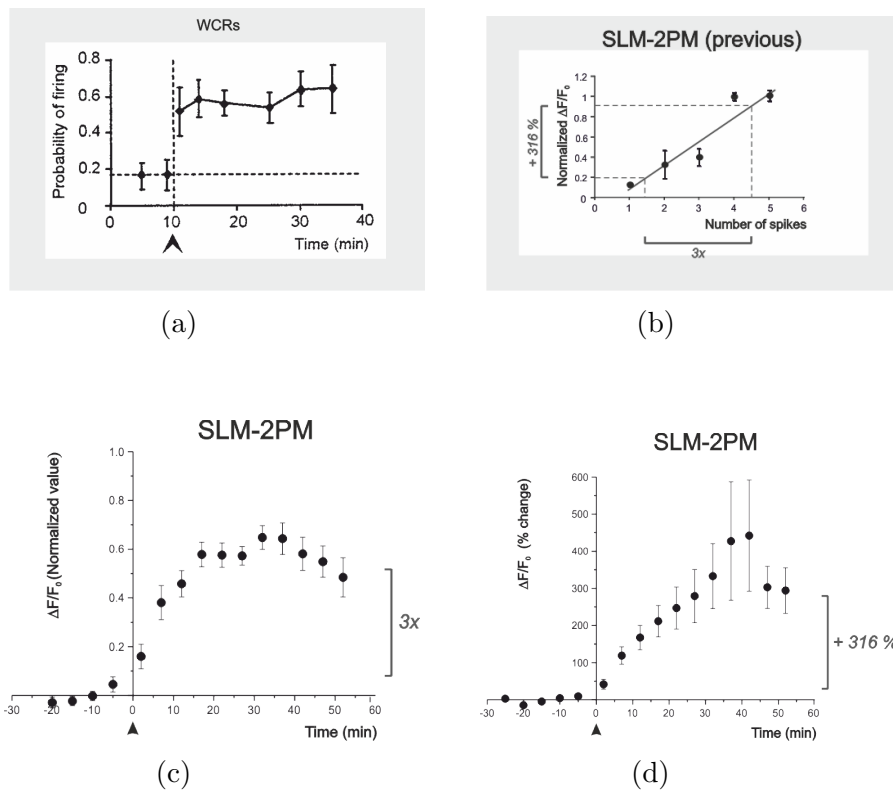 WCRs
Probability of firing
0.8
0.6
0.4
0.2
0
0 10 20 30 40
Time (min)
(a)
SLM-2PM (previous)
+ 316 %
Normalized ΔF/F₀
1.2
1
0.8
0.6
0.4
0.2
0
0 1 2 3 4 5 6
Number of spikes
3x
(b)
SLM-2PM
ΔF/F₀ (Normalized value)
1.0
0.8
0.6
0.4
0.2
-30 -20 -10 0 10 20 30 40 50 60
Time (min)
3x
(c)
SLM-2PM
ΔF/F₀ (% change)
600
500
400
300
200
100
-30 -20 -10 0 10 20 30 40 50 60
Time (min)
+ 316 %
(d)